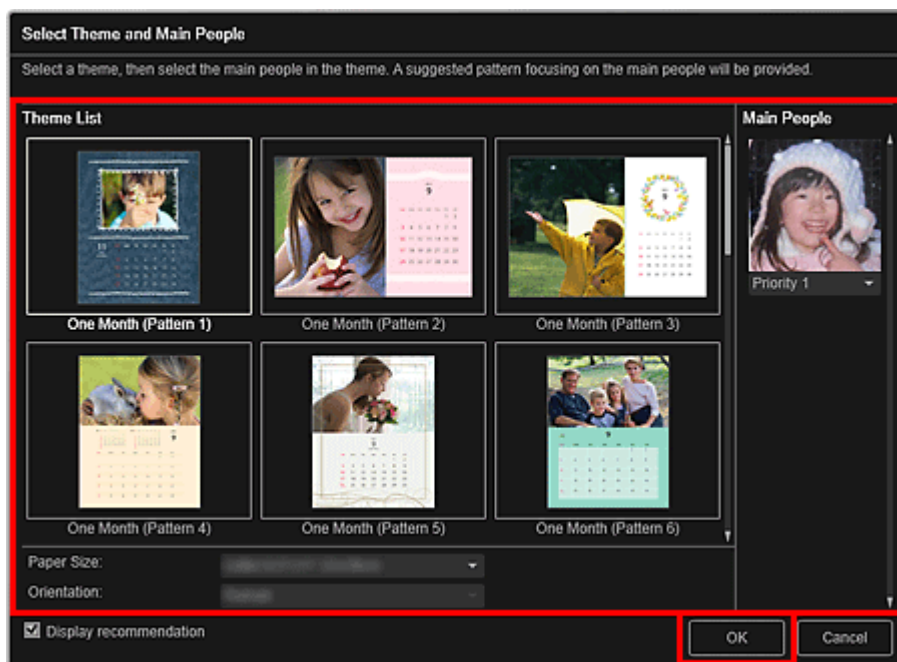 Select Theme and Main People
Select a theme, then select the main people in the theme. A suggested pattern focusing on the main people will be provided.
Theme List
Main People
One Month (Pattern 1)
One Month (Pattern 2)
One Month (Pattern 3)
Priority 1
One Month (Pattern 4)
One Month (Pattern 5)
One Month (Pattern 6)
Paper Size:
Orientation:
Display recommendation
OK
Cancel